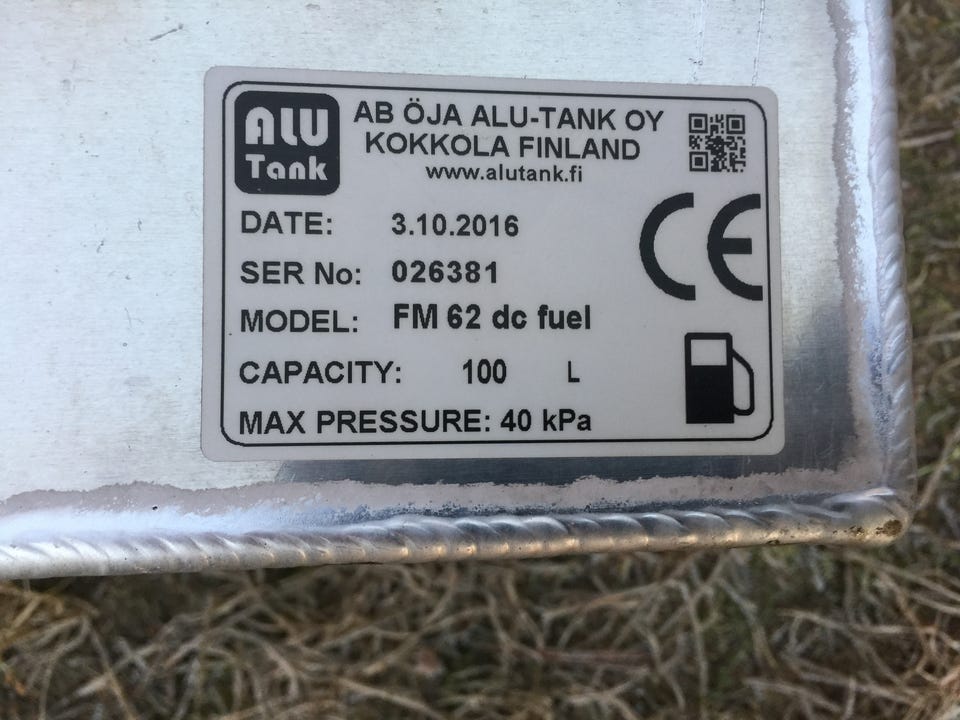 ALU
Tank
AB ÖJA ALU-TANK OY
KOKKOLA FINLAND
www.alutank.fi
CE
DATE: 3.10.2016
SER No: 026381
MODEL: FM 62 dc fuel
CAPACITY: 100 L
MAX PRESSURE: 40 kPa